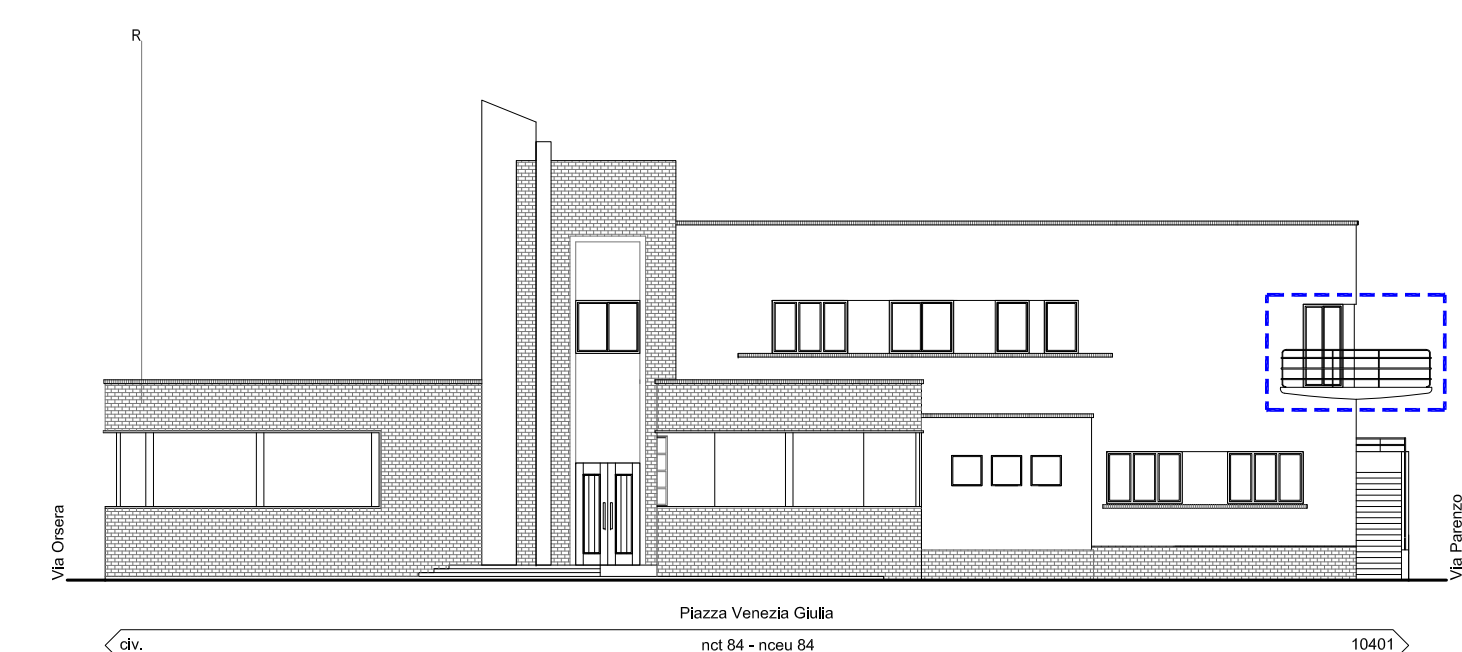 R
Via Orsera
Via Parenzo
Piazza Venezia Giulia
civ.
nct 84 - nceu 84
10401